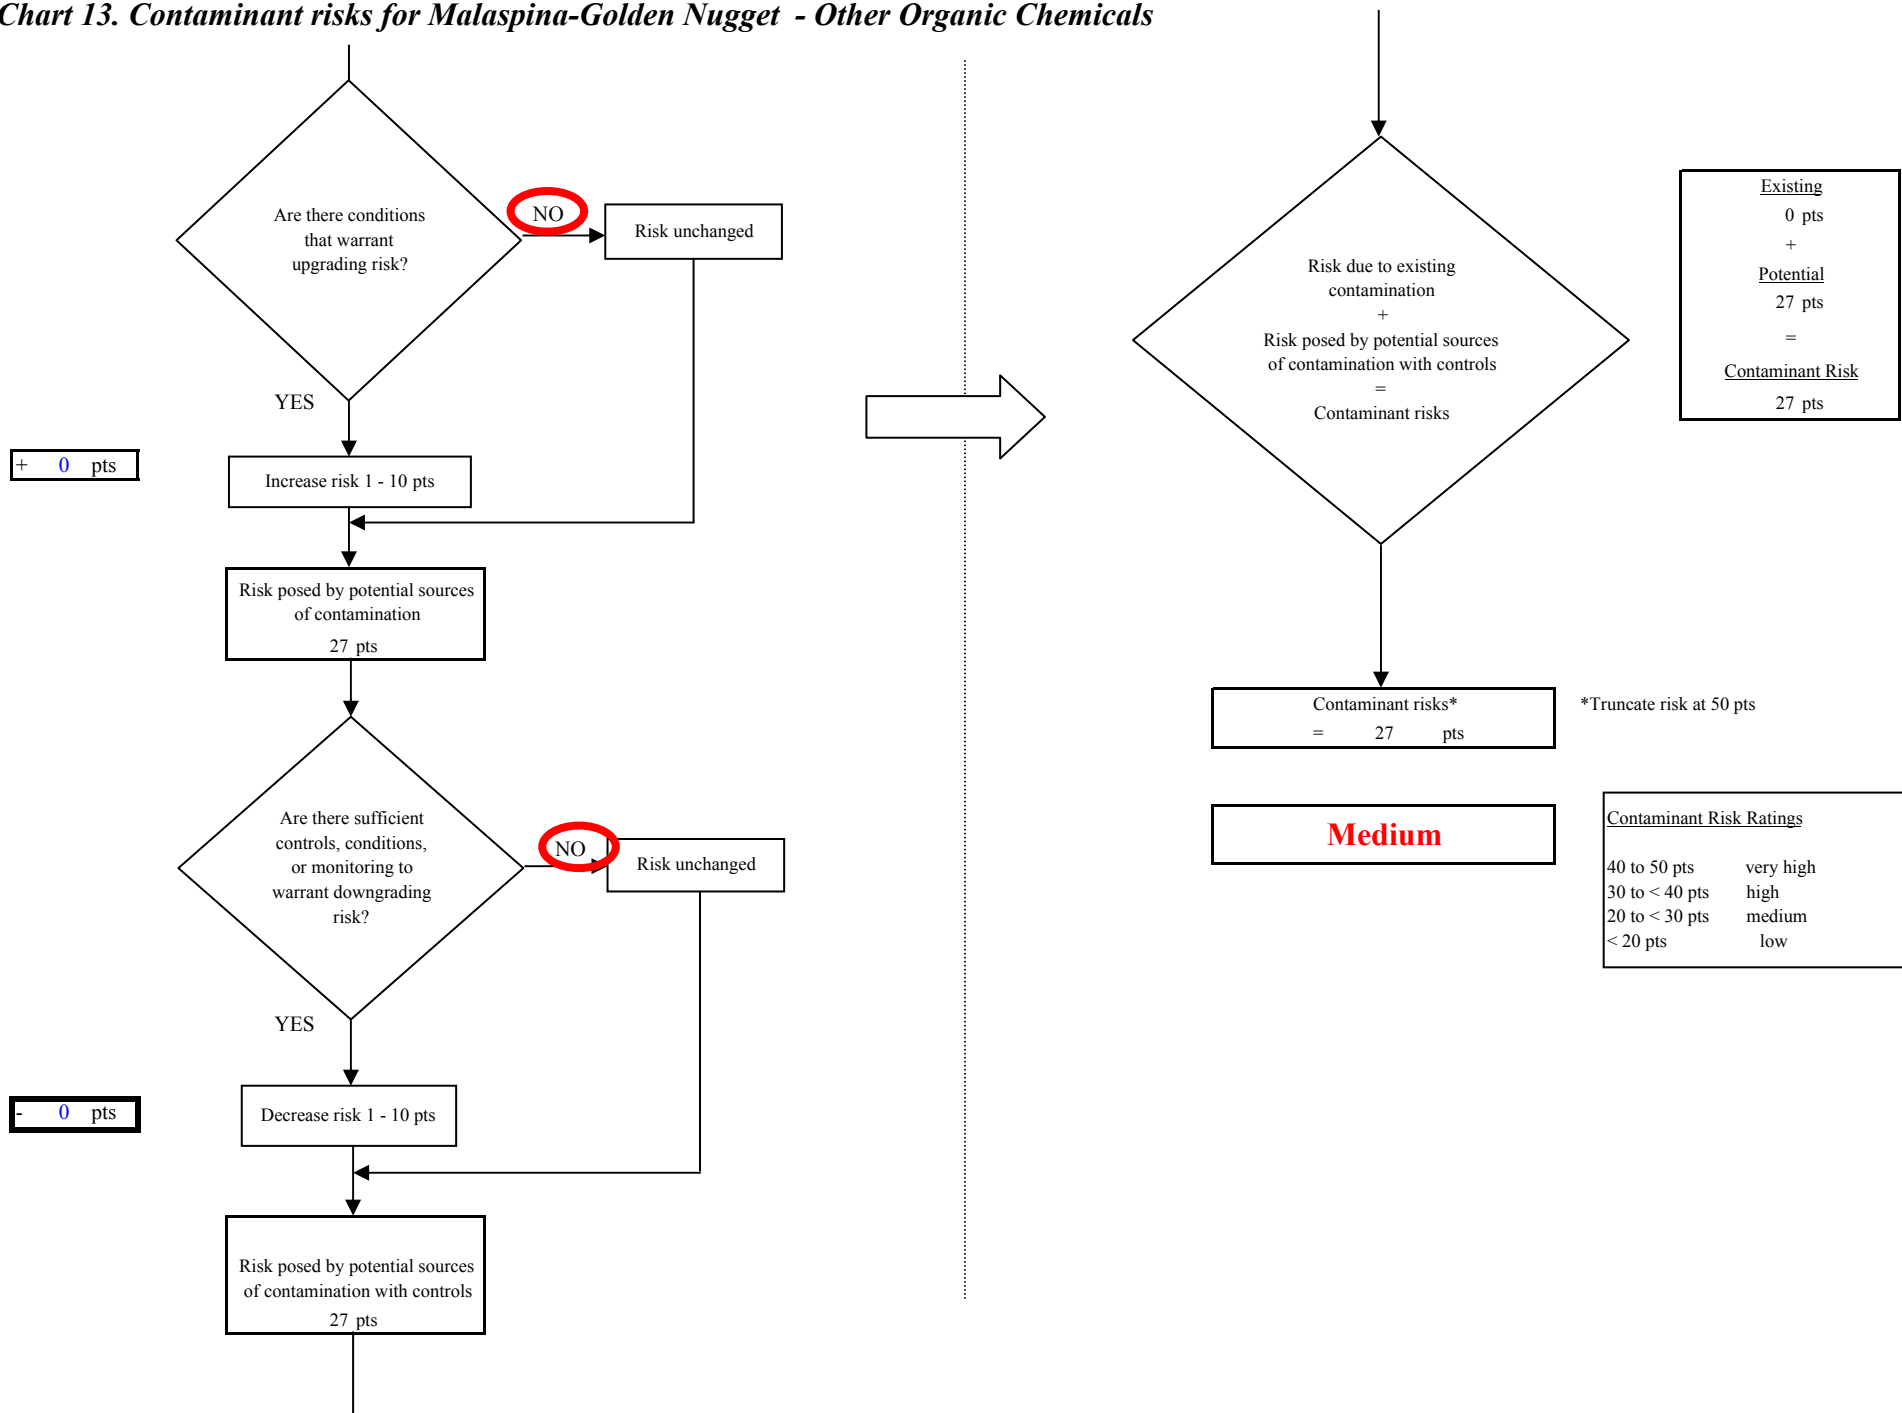 Chart 13. Contaminant risks for Malaspina-Golden Nugget - Other Organic Chemicals
Are there conditions
that warrant
upgrading risk?
NO
Risk unchanged
YES
+ 0 pts
Increase risk 1 - 10 pts
Risk posed by potential sources
of contamination
27 pts
Are there sufficient
controls, conditions,
or monitoring to
warrant downgrading
risk?
NO
Risk unchanged
YES
- 0 pts
Decrease risk 1 - 10 pts
Risk posed by potential sources
of contamination with controls
27 pts
Risk due to existing
contamination
+
Risk posed by potential sources
of contamination with controls
=
Contaminant risks
Existing
0 pts
+
Potential
27 pts
=
Contaminant Risk
27 pts
Contaminant risks*
= 27 pts
*Truncate risk at 50 pts
Medium
Contaminant Risk Ratings
40 to 50 pts very high
30 to < 40 pts high
20 to < 30 pts medium
< 20 pts low